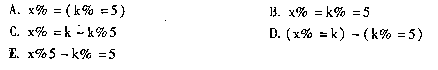 A. x% =(k% =5) B. x% =k% =5
C. x% =k-k%5 D. (x% =k)-(k% =5)
E. x%5-k% =5